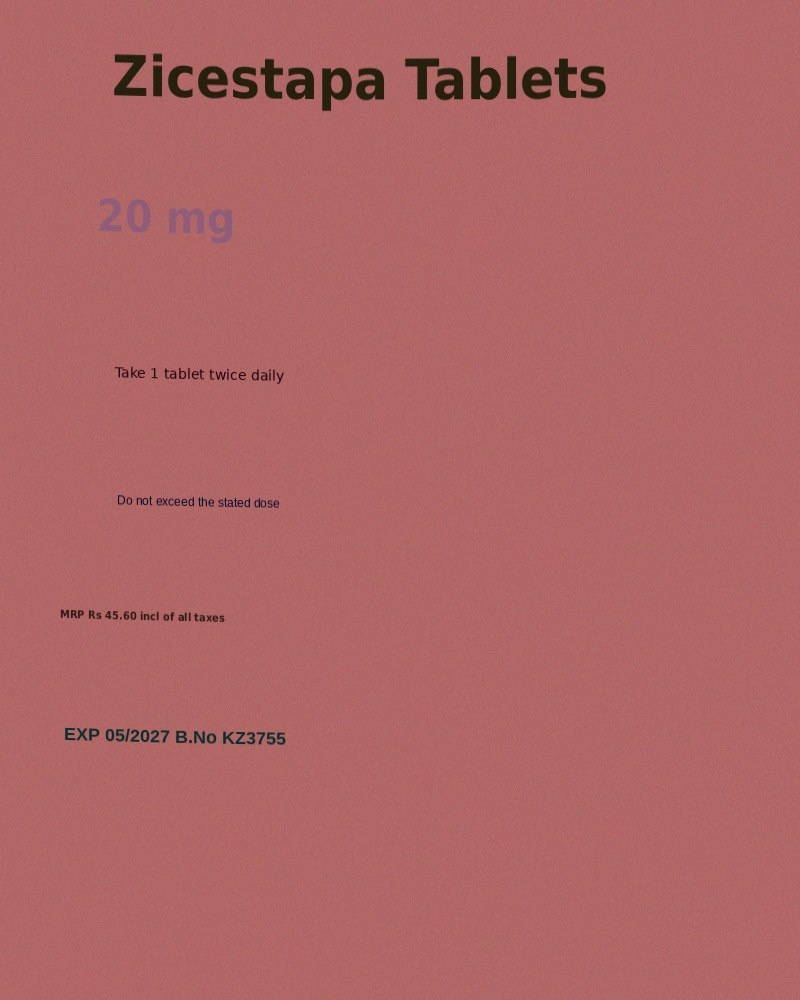 Zicestapa Tablets
20 mg
Take 1 tablet twice daily
Do not exceed the stated dose
MRP Rs 45.60 incl of all taxes
EXP 05/2027 B.No KZ3755